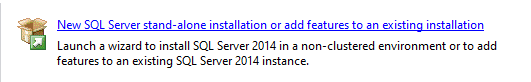 New SQL Server stand-alone installation or add features to an existing installation
Launch a wizard to install SQL Server 2014 in a non-clustered environment or to add
features to an existing SQL Server 2014 instance.